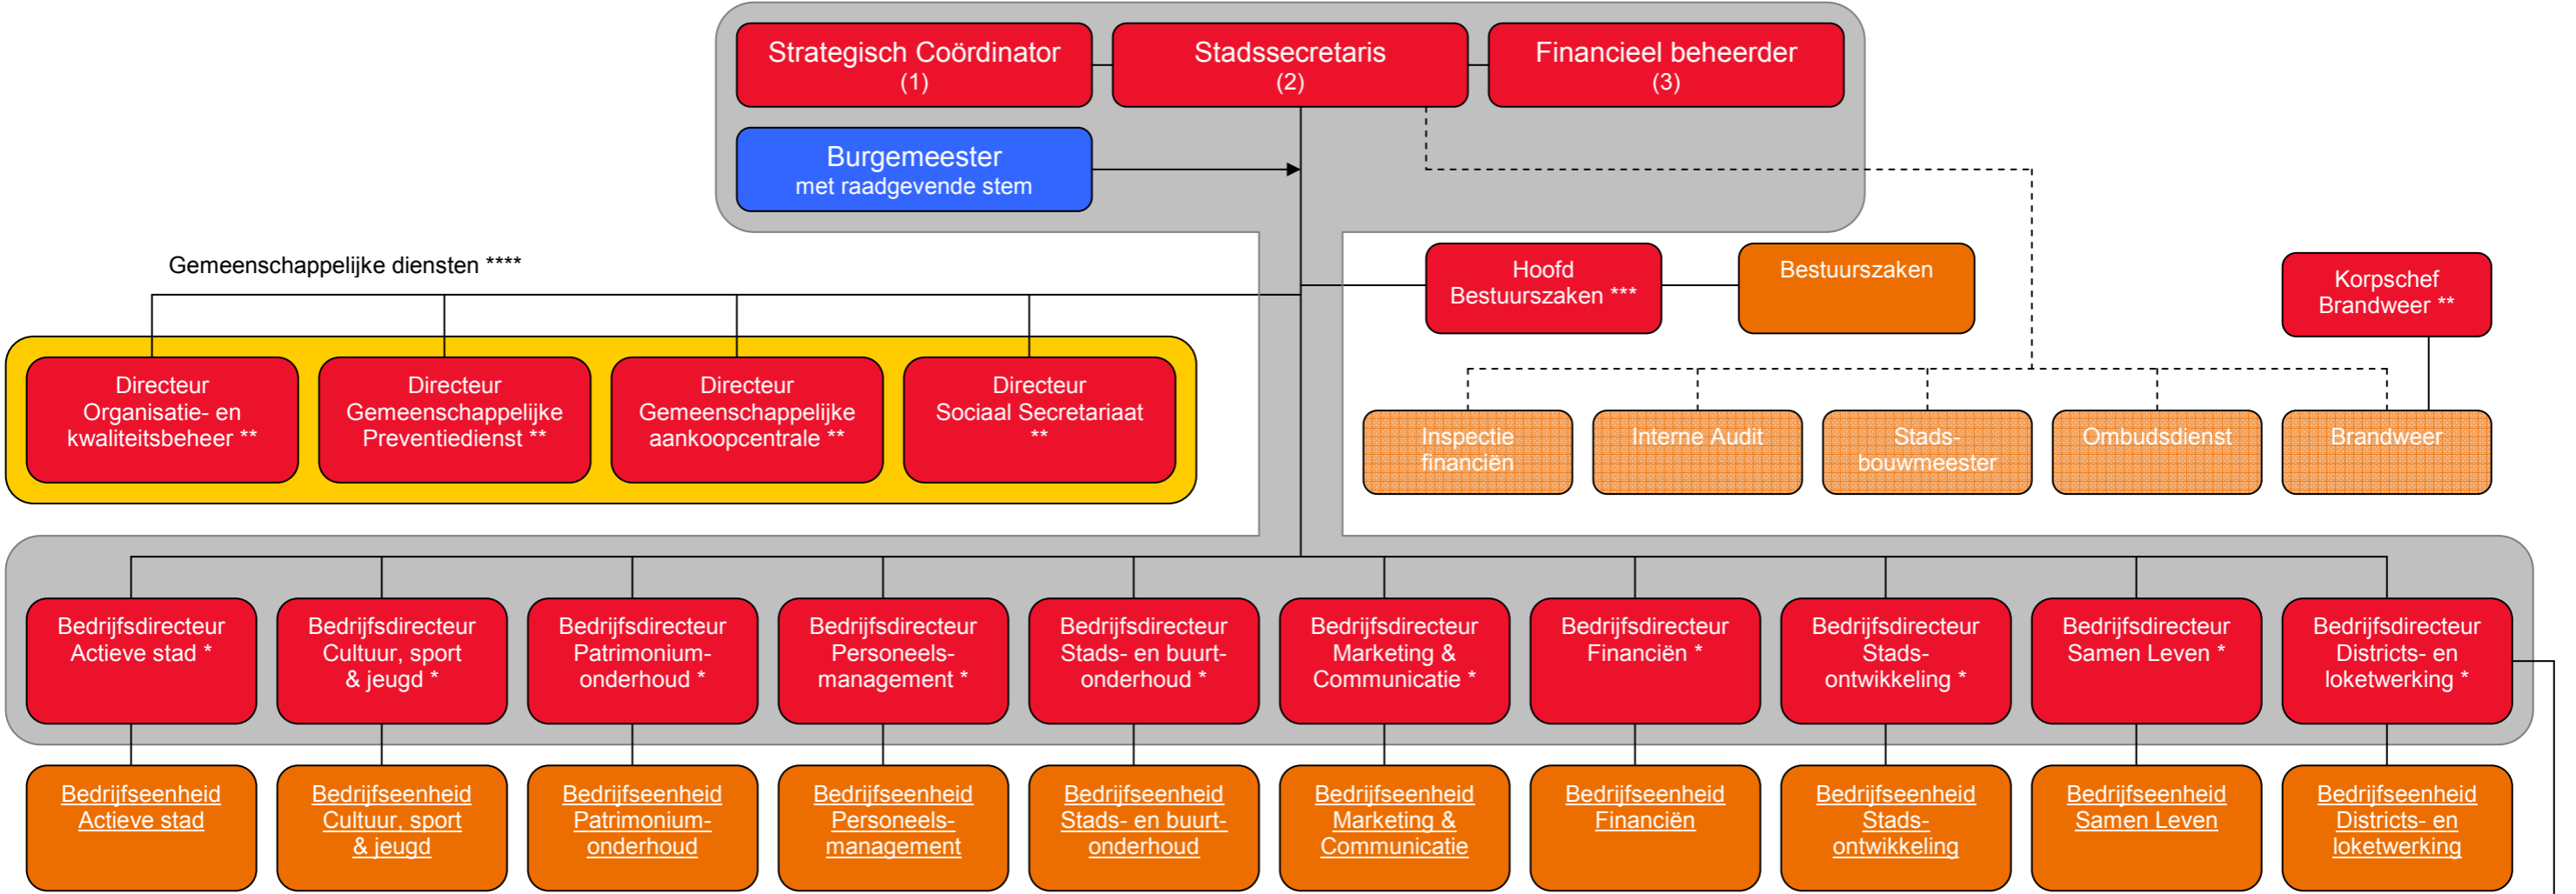 Strategisch Coördinator
(1)
Stadssecretaris
(2)
Financieel beheerder
(3)
Burgemeester
met raadgevende stem
Gemeenschappelijke diensten ****
Hoofd
Bestuurszaken ***
Bestuurszaken
Korpschef
Brandweer **
Directeur
Organisatie- en
kwaliteitsbeheer **
Directeur
Gemeenschappelijke
Preventiedienst **
Directeur
Gemeenschappelijke
aankoopcentrale **
Directeur
Sociaal Secretariaat
**
Inspectie
financiën
Interne Audit
Stads-
bouwmeester
Ombudsdienst
Brandweer
Bedrijfsdirecteur
Actieve stad *
Bedrijfsdirecteur
Cultuur, sport
& jeugd *
Bedrijfsdirecteur
Patrimonium-
onderhoud *
Bedrijfsdirecteur
Personeels-
management *
Bedrijfsdirecteur
Stads- en buurt-
onderhoud *
Bedrijfsdirecteur
Marketing &
Communicatie *
Bedrijfsdirecteur
Financiën *
Bedrijfsdirecteur
Stads-
ontwikkeling *
Bedrijfsdirecteur
Samen Leven *
Bedrijfsdirecteur
Districts- en
loketwerking *
Bedrijfseenheid
Actieve stad
Bedrijfseenheid
Cultuur, sport
& jeugd
Bedrijfseenheid
Patrimonium-
onderhoud
Bedrijfseenheid
Personeels-
management
Bedrijfseenheid
Stads- en buurt-
onderhoud
Bedrijfseenheid
Marketing &
Communicatie
Bedrijfseenheid
Financiën
Bedrijfseenheid
Stads-
ontwikkeling
Bedrijfseenheid
Samen Leven
Bedrijfseenheid
Districts- en
loketwerking